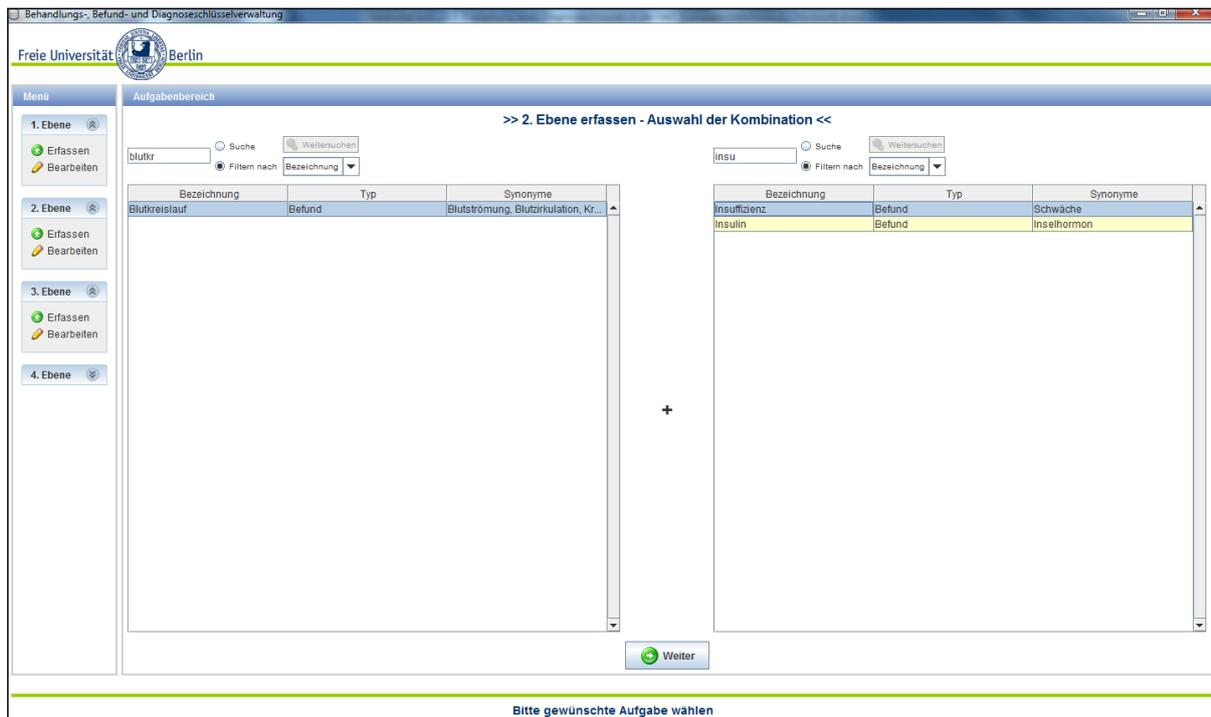 Behandlungs-, Befund- und Diagnoseschlüsselverwaltung
Freie Universität Berlin
Menü
1. Ebene
Erfassen
Bearbeiten
2. Ebene
Erfassen
Bearbeiten
3. Ebene
Erfassen
Bearbeiten
4. Ebene
Aufgabenbereich
>> 2. Ebene erfassen - Auswahl der Kombination <<
blutkr
Suche
Weitersuchen
Filtern nach
Bezeichnung
Bezeichnung Typ Synonyme
Blutkreislauf Befund Blutströmung, Blutzirkulation, Kr...
+
insu
Suche
Weitersuchen
Filtern nach
Bezeichnung
Bezeichnung Typ Synonyme
Insuffizienz Befund Schwäche
Insulin Befund Inselhormon
Weiter
Bitte gewünschte Aufgabe wählen